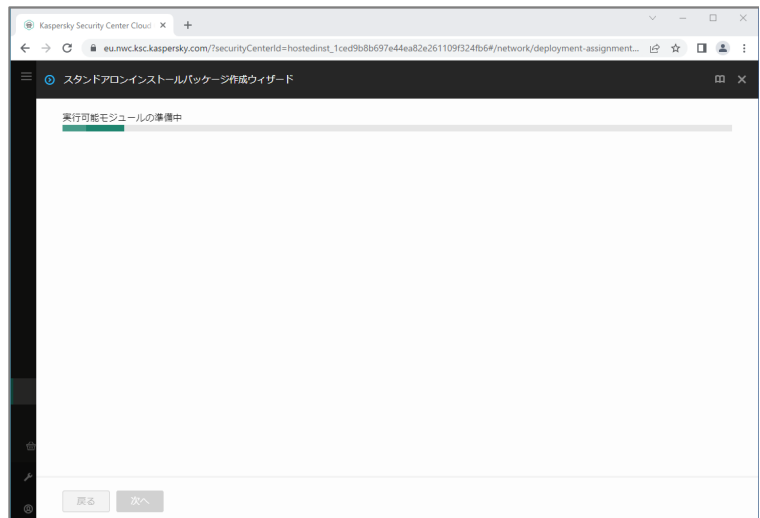 Kaspersky Security Center Cloud
eu.nwc.ksc.kaspersky.com/?securityCenterId=hostedinst_1ced9b8b697e44ea82e261109f324fb6#/network/deployment-assignment...
スタンドアロンインストールパッケージ作成ウィザード
実行可能モジュールの準備中
戻る 次へ